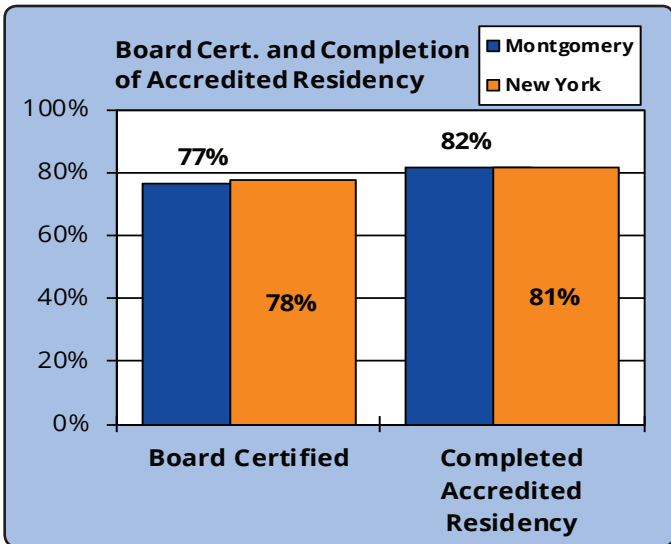 Board Cert. and Completion
of Accredited Residency
Montgomery
New York
100%
80%
60%
40%
20%
0%
77%
78%
82%
81%
Board Certified
Completed
Accredited
Residency